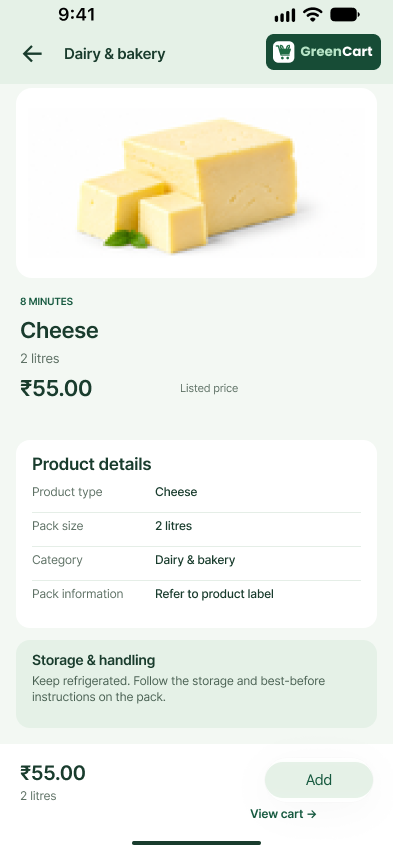 9:41
Dairy & bakery
GreenCart
8 MINUTES
Cheese
2 litres
₹55.00
Listed price
Product details
Product type Cheese
Pack size 2 litres
Category Dairy & bakery
Pack information Refer to product label
Storage & handling
Keep refrigerated. Follow the storage and best-before
instructions on the pack.
₹55.00
Add
2 litres
View cart →